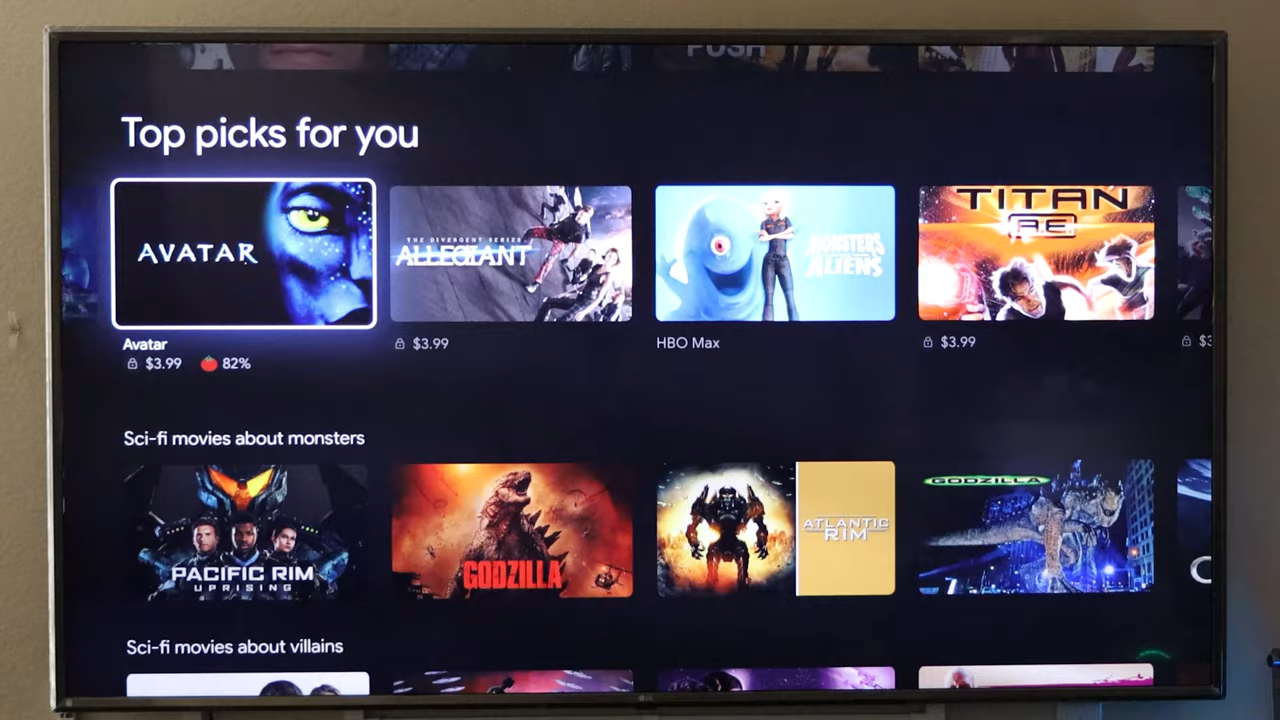 PUSH
Top picks for you
AVATAR
THE DIVERGENT SERIES
ALLEGIANT
MONSTERS
ALIENS
TITAN
A.E.
Avatar
$3.99 82%
$3.99
HBO Max
$3.99
$3
Sci-fi movies about monsters
PACIFIC RIM
UPRISING
GODZILLA
ATLANTIC
RIM
GODZILLA
Sci-fi movies about villains
LG